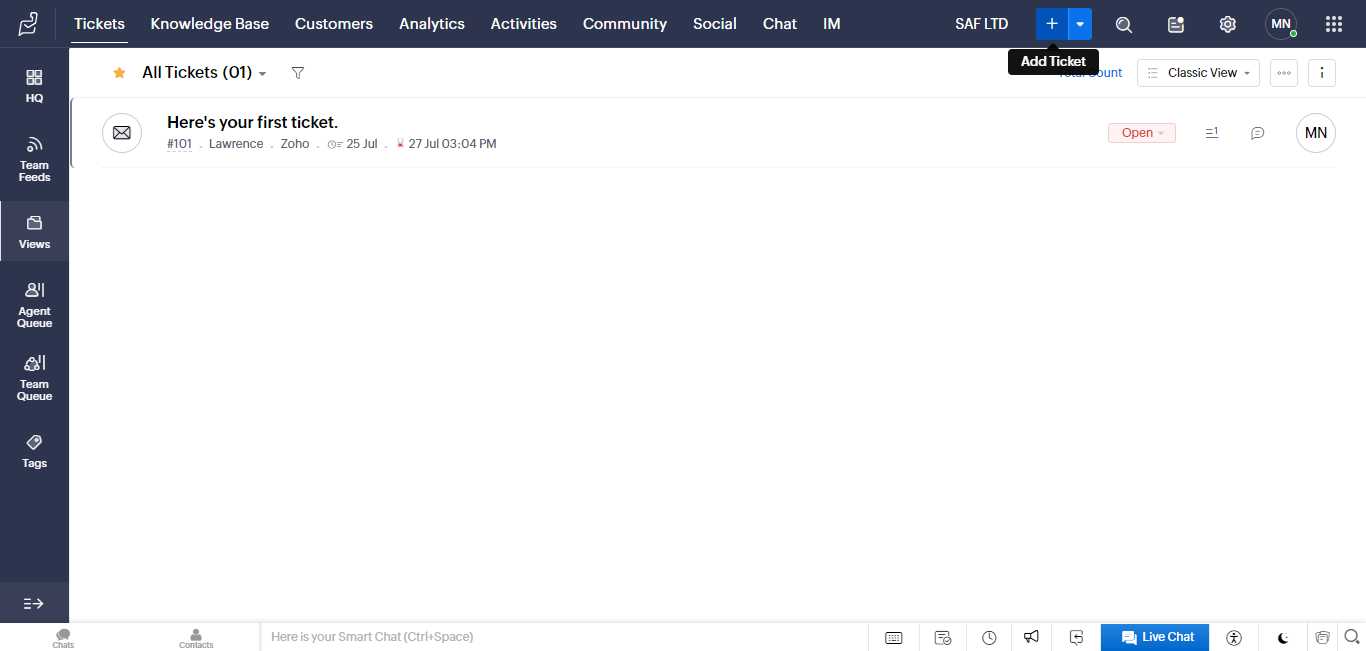 Tickets Knowledge Base Customers Analytics Activities Community Social Chat IM SAF LTD MN
Add Ticket
All Tickets (01) Classic View
HQ
Here's your first ticket.
#101 . Lawrence . Zoho . 25 Jul . 27 Jul 03:04 PM
Open 1 MN
Team
Feeds
Views
Agent
Queue
Team
Queue
Tags
Chats Contacts Here is your Smart Chat (Ctrl+Space) Live Chat